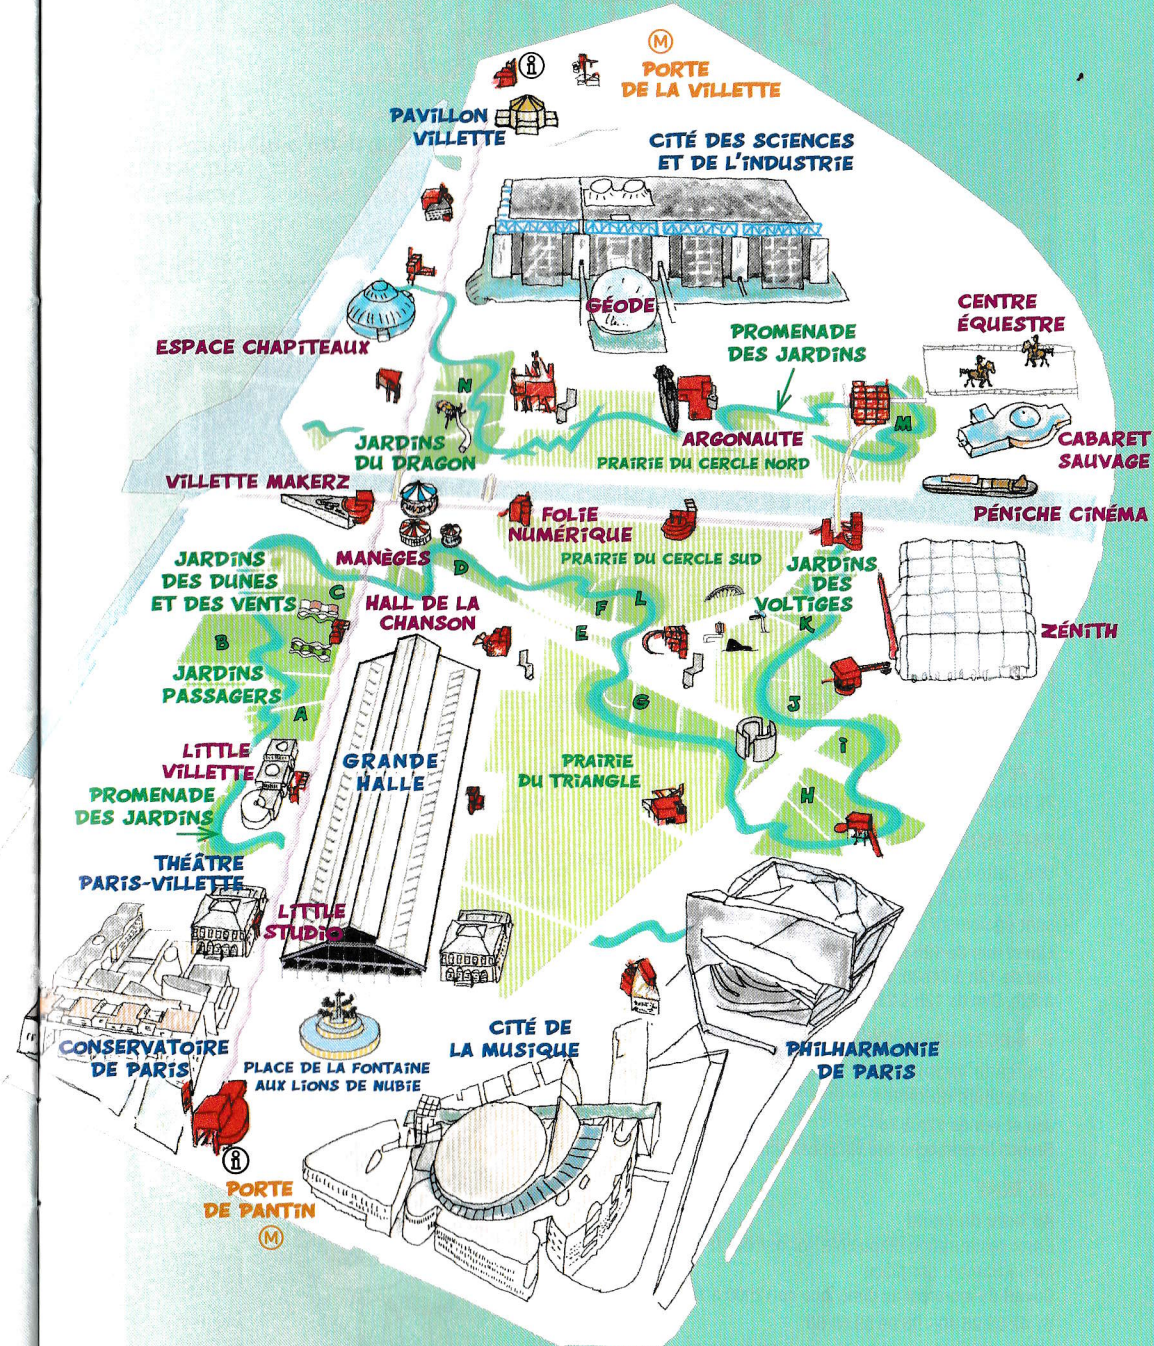 M
PORTE
DE LA VILLETTE
i
PAVILLON
VILLETTE
CITÉ DES SCIENCES
ET DE L'INDUSTRIE
GÉODE
CENTRE
ÉQUESTRE
PROMENADE
DES JARDINS
ESPACE CHAPITEAUX
N
M
JARDINS
DU DRAGON
ARGONAUTE
PRAIRIE DU CERCLE NORD
CABARET
SAUVAGE
VILLETTE MAKERZ
FOLIE
NUMÉRIQUE
PÉNICHE CINÉMA
MANÈGES
D
PRAIRIE DU CERCLE SUD
JARDINS
DES
VOLTIGES
JARDINS
DES DUNES
ET DES VENTS
C
HALL DE LA
CHANSON
F
L
E
K
ZÉNITH
B
JARDINS
PASSAGERS
A
G
J
I
LITTLE
VILLETTE
GRANDE
HALLE
PRAIRIE
DU TRIANGLE
H
PROMENADE
DES JARDINS
THÉÂTRE
PARIS-VILLETTE
LITTLE
STUDIO
CONSERVATOIRE
DE PARIS
PLACE DE LA FONTAINE
AUX LIONS DE NUBIE
CITÉ DE
LA MUSIQUE
PHILHARMONIE
DE PARIS
i
PORTE
DE PANTIN
M